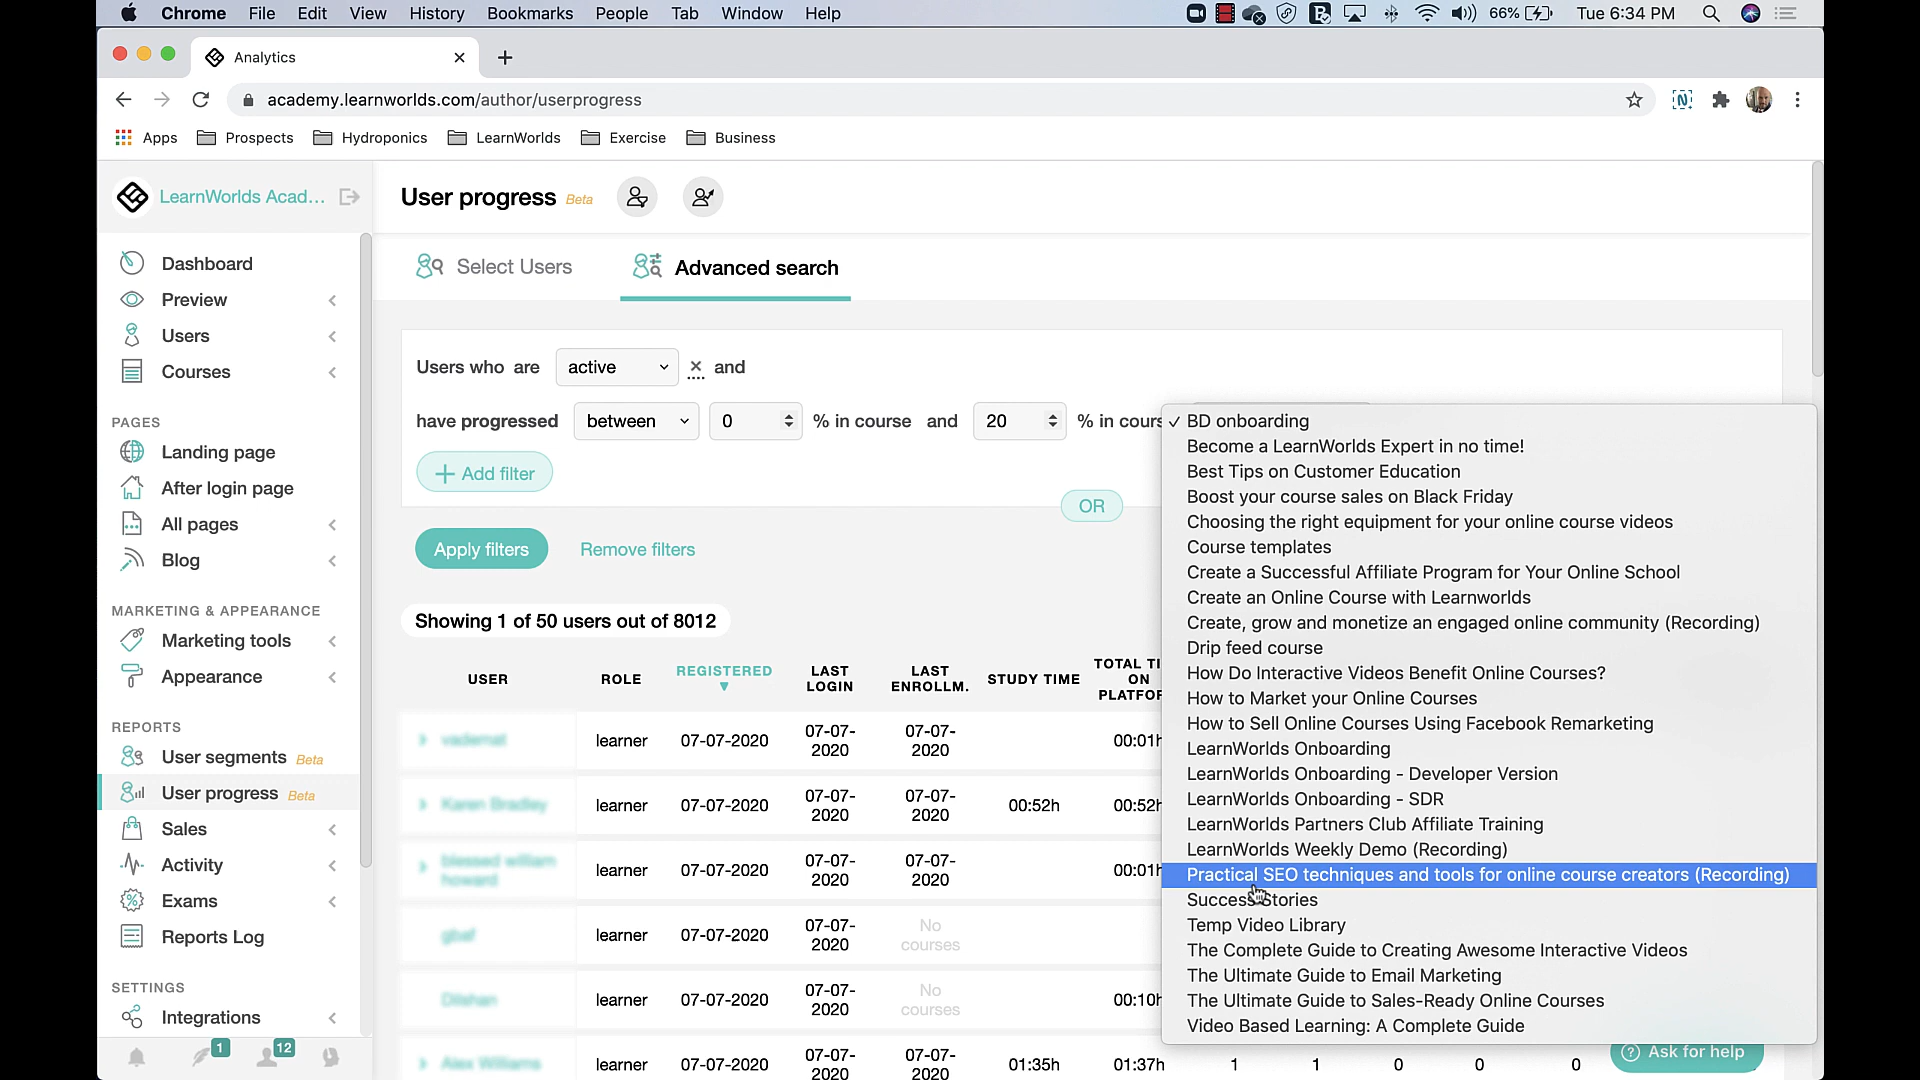 Chrome File Edit View History Bookmarks People Tab Window Help 66% Tue 6:34 PM
Analytics
academy.learnworlds.com/author/userprogress
Apps Prospects Hydroponics LearnWorlds Exercise Business
LearnWorlds Acad...
User progress Beta
Dashboard
Preview
Users
Courses
PAGES
Landing page
After login page
All pages
Blog
MARKETING & APPEARANCE
Marketing tools
Appearance
REPORTS
User segments Beta
User progress Beta
Sales
Activity
Exams
Reports Log
SETTINGS
Integrations
1 12
Select Users Advanced search
Users who are active and
have progressed between 0 % in course and 20 % in cours
+ Add filter
OR
Apply filters Remove filters
BD onboarding
Become a LearnWorlds Expert in no time!
Best Tips on Customer Education
Boost your course sales on Black Friday
Choosing the right equipment for your online course videos
Course templates
Create a Successful Affiliate Program for Your Online School
Create an Online Course with Learnworlds
Create, grow and monetize an engaged online community (Recording)
Drip feed course
How Do Interactive Videos Benefit Online Courses?
How to Market your Online Courses
How to Sell Online Courses Using Facebook Remarketing
LearnWorlds Onboarding
LearnWorlds Onboarding - Developer Version
LearnWorlds Onboarding - SDR
LearnWorlds Partners Club Affiliate Training
LearnWorlds Weekly Demo (Recording)
Practical SEO techniques and tools for online course creators (Recording)
Success Stories
Temp Video Library
The Complete Guide to Creating Awesome Interactive Videos
The Ultimate Guide to Email Marketing
The Ultimate Guide to Sales-Ready Online Courses
Video Based Learning: A Complete Guide
Showing 1 of 50 users out of 8012
USER ROLE REGISTERED LAST LOGIN LAST ENROLLM. STUDY TIME TOTAL TI ON PLATFOR
learner 07-07-2020 07-07-2020 07-07-2020 00:01h
Karen Bradley learner 07-07-2020 07-07-2020 07-07-2020 00:52h 00:52h
blessed william howard learner 07-07-2020 07-07-2020 07-07-2020 00:01h
learner 07-07-2020 07-07-2020 No courses
learner 07-07-2020 07-07-2020 No courses 00:10h
Alex Williams learner 07-07-2020 07-07-2020 07-07-2020 01:35h 01:37h 1 1 0 0 0
Ask for help